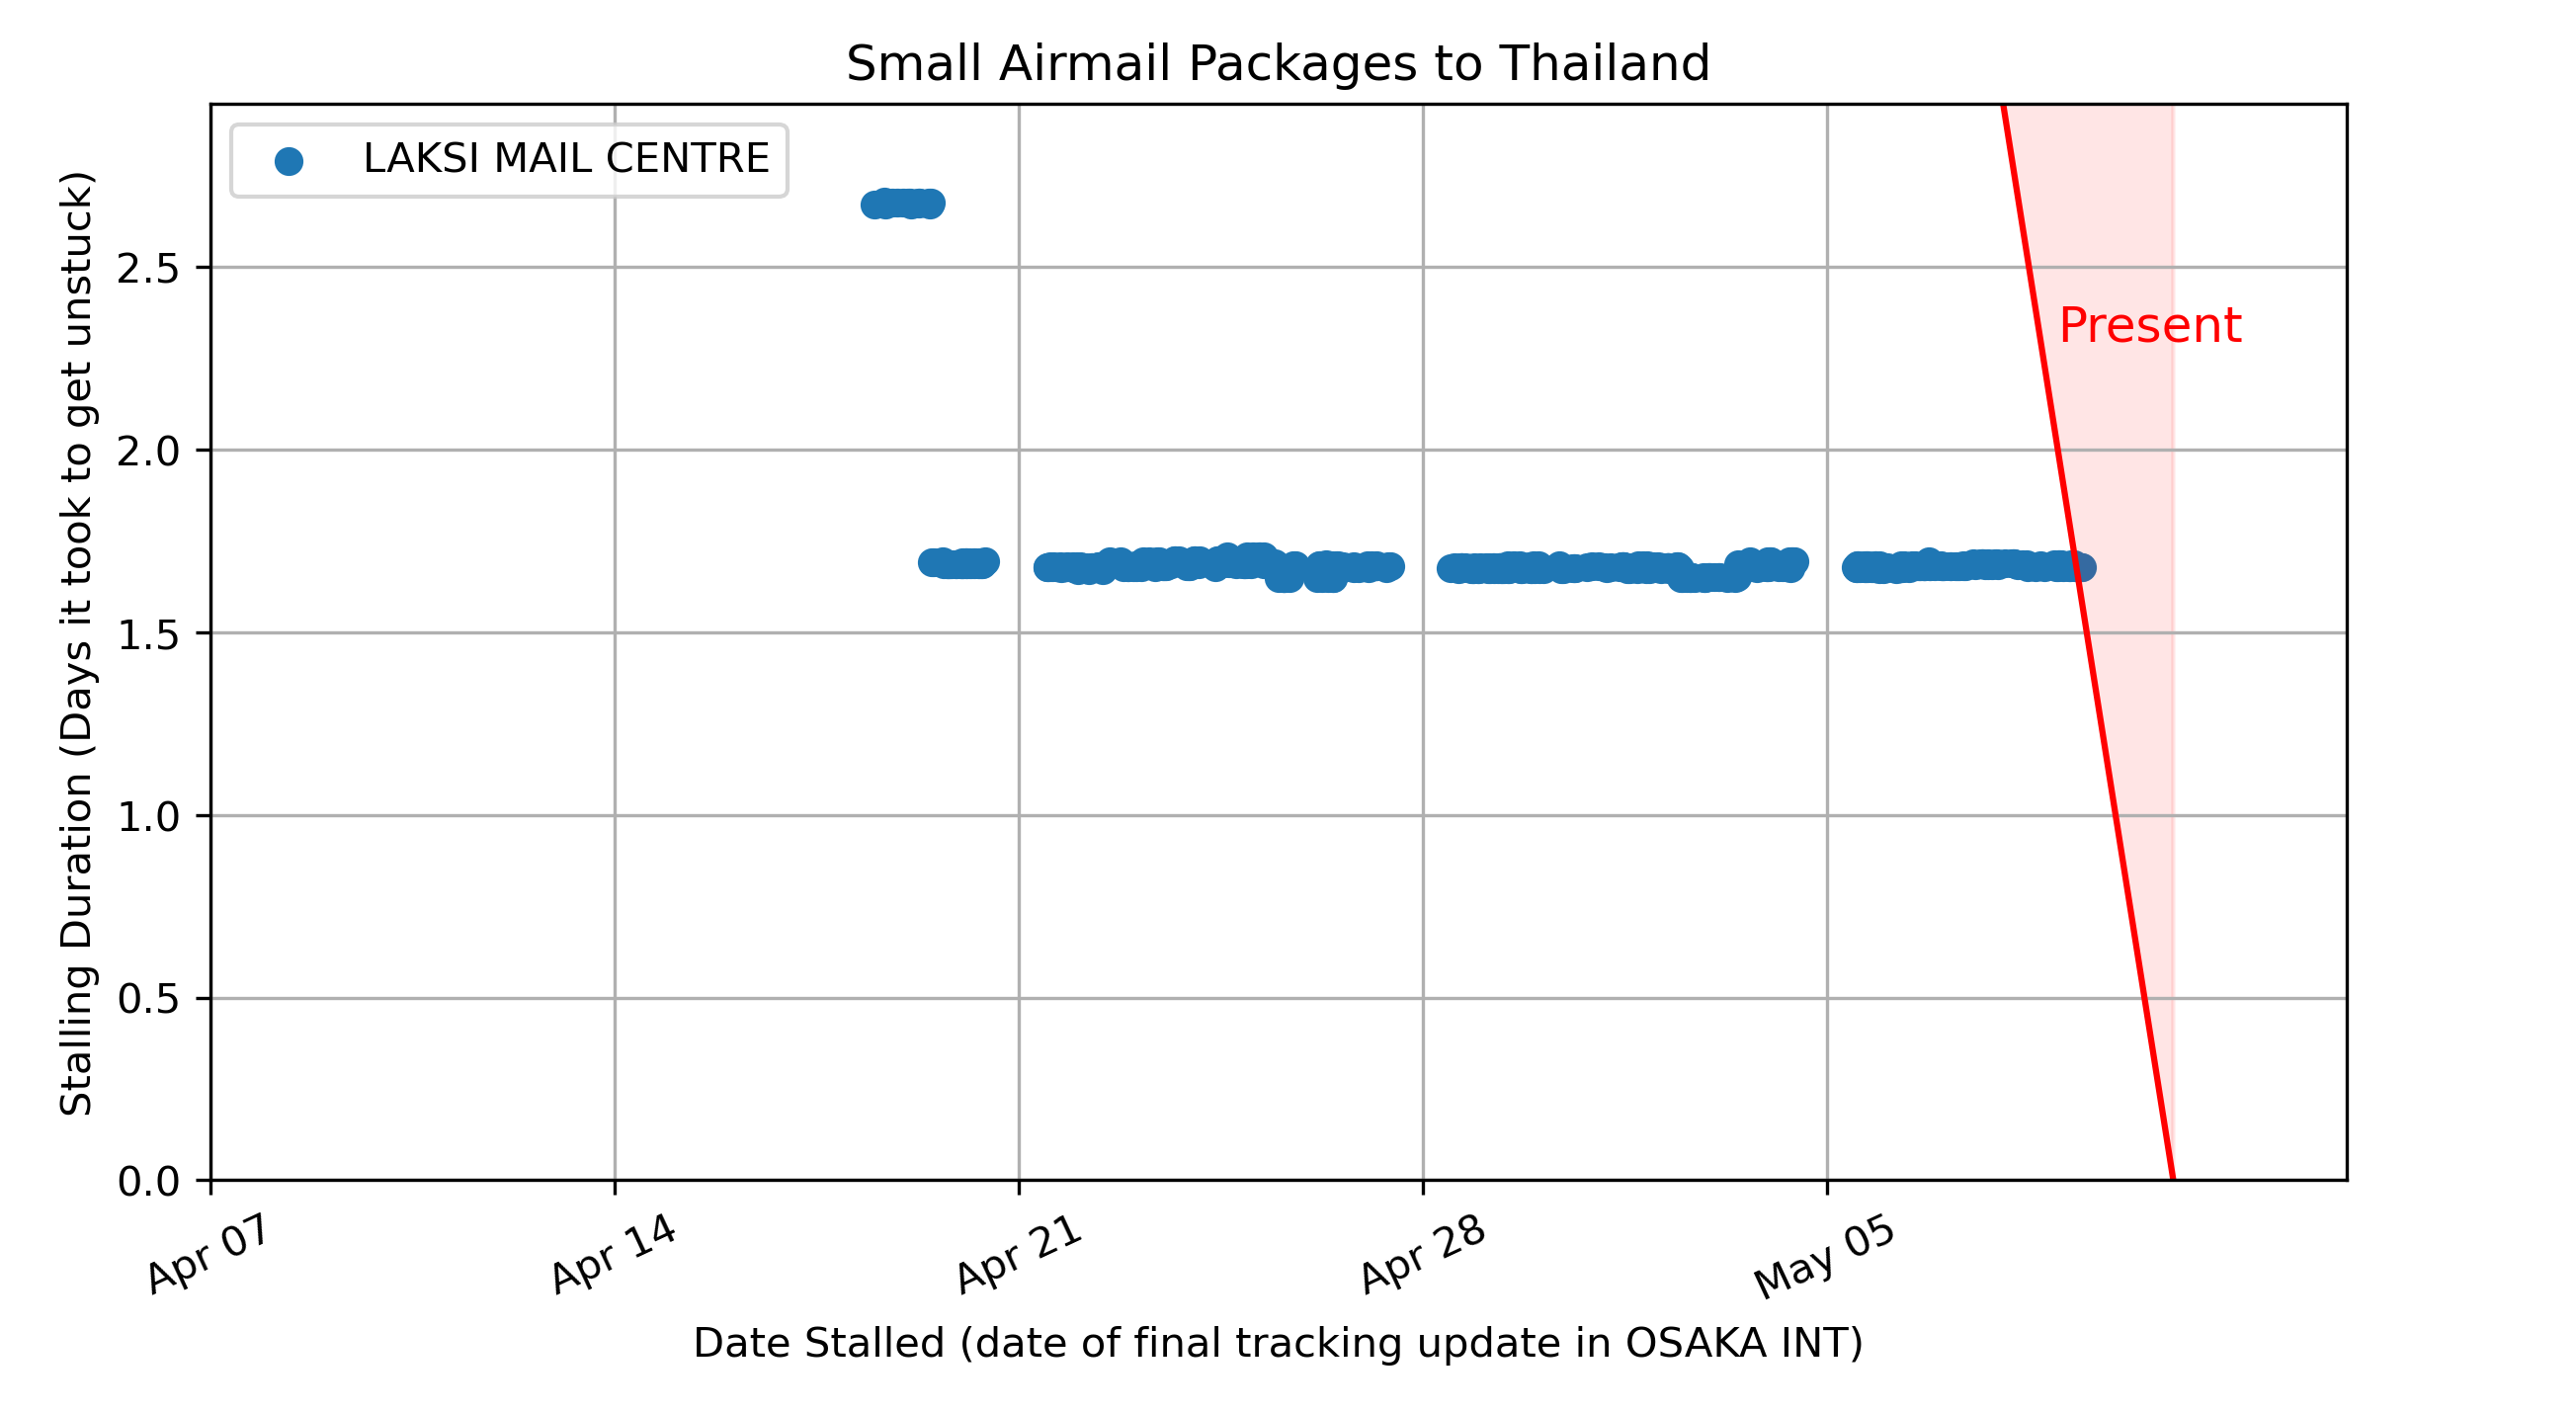 Small Airmail Packages to Thailand
LAKSI MAIL CENTRE
Present
Stalling Duration (Days it took to get unstuck)
2.5
2.0
1.5
1.0
0.5
0.0
Apr 07
Apr 14
Apr 21
Apr 28
May 05
Date Stalled (date of final tracking update in OSAKA INT)